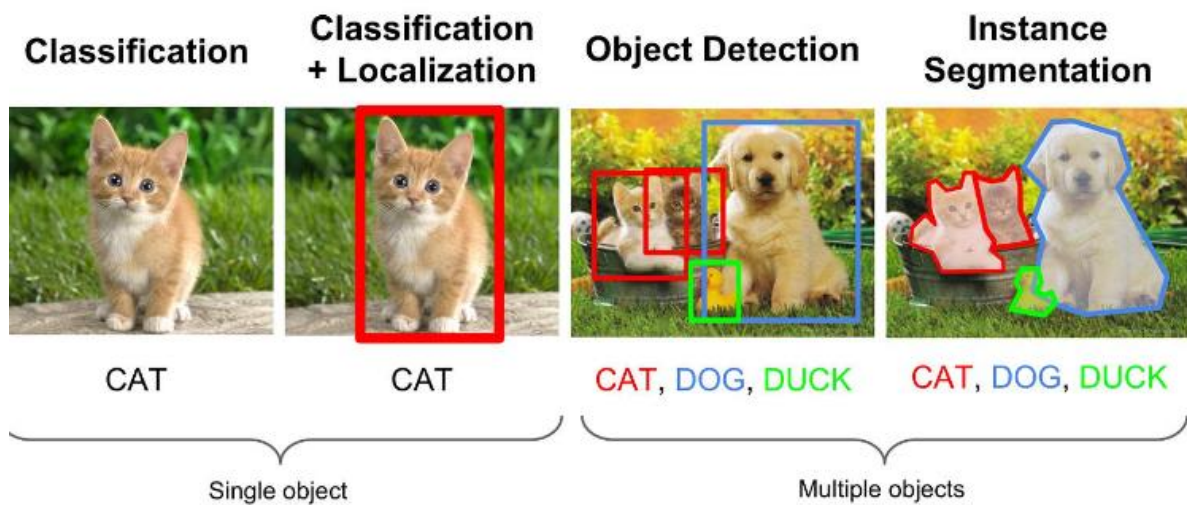 Classification
Classification
+ Localization
Object Detection
Instance
Segmentation
CAT
CAT
CAT, DOG, DUCK
CAT, DOG, DUCK
Single object
Multiple objects